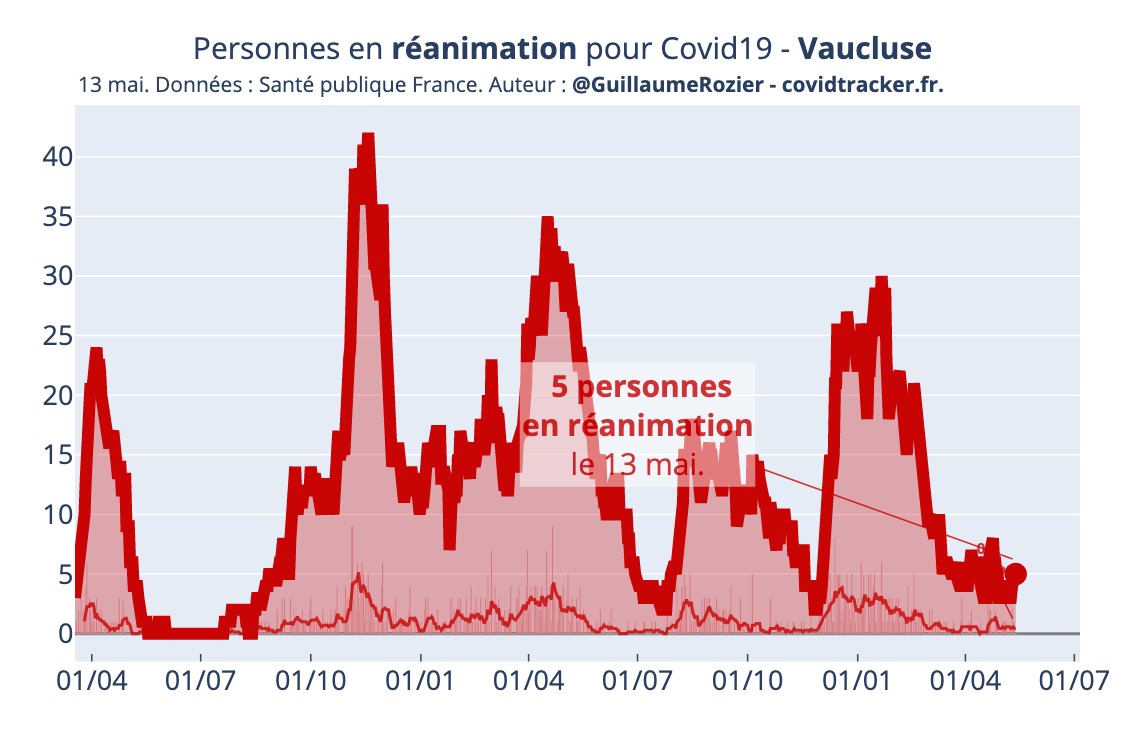 Personnes en réanimation pour Covid19 - Vaucluse
13 mai. Données : Santé publique France. Auteur : @GuillaumeRozier - covidtracker.fr.
40
35
30
25
20
15
10
5
0
5 personnes
en réanimation
le 13 mai.
01/04 01/07 01/10 01/01 01/04 01/07 01/10 01/01 01/04 01/07